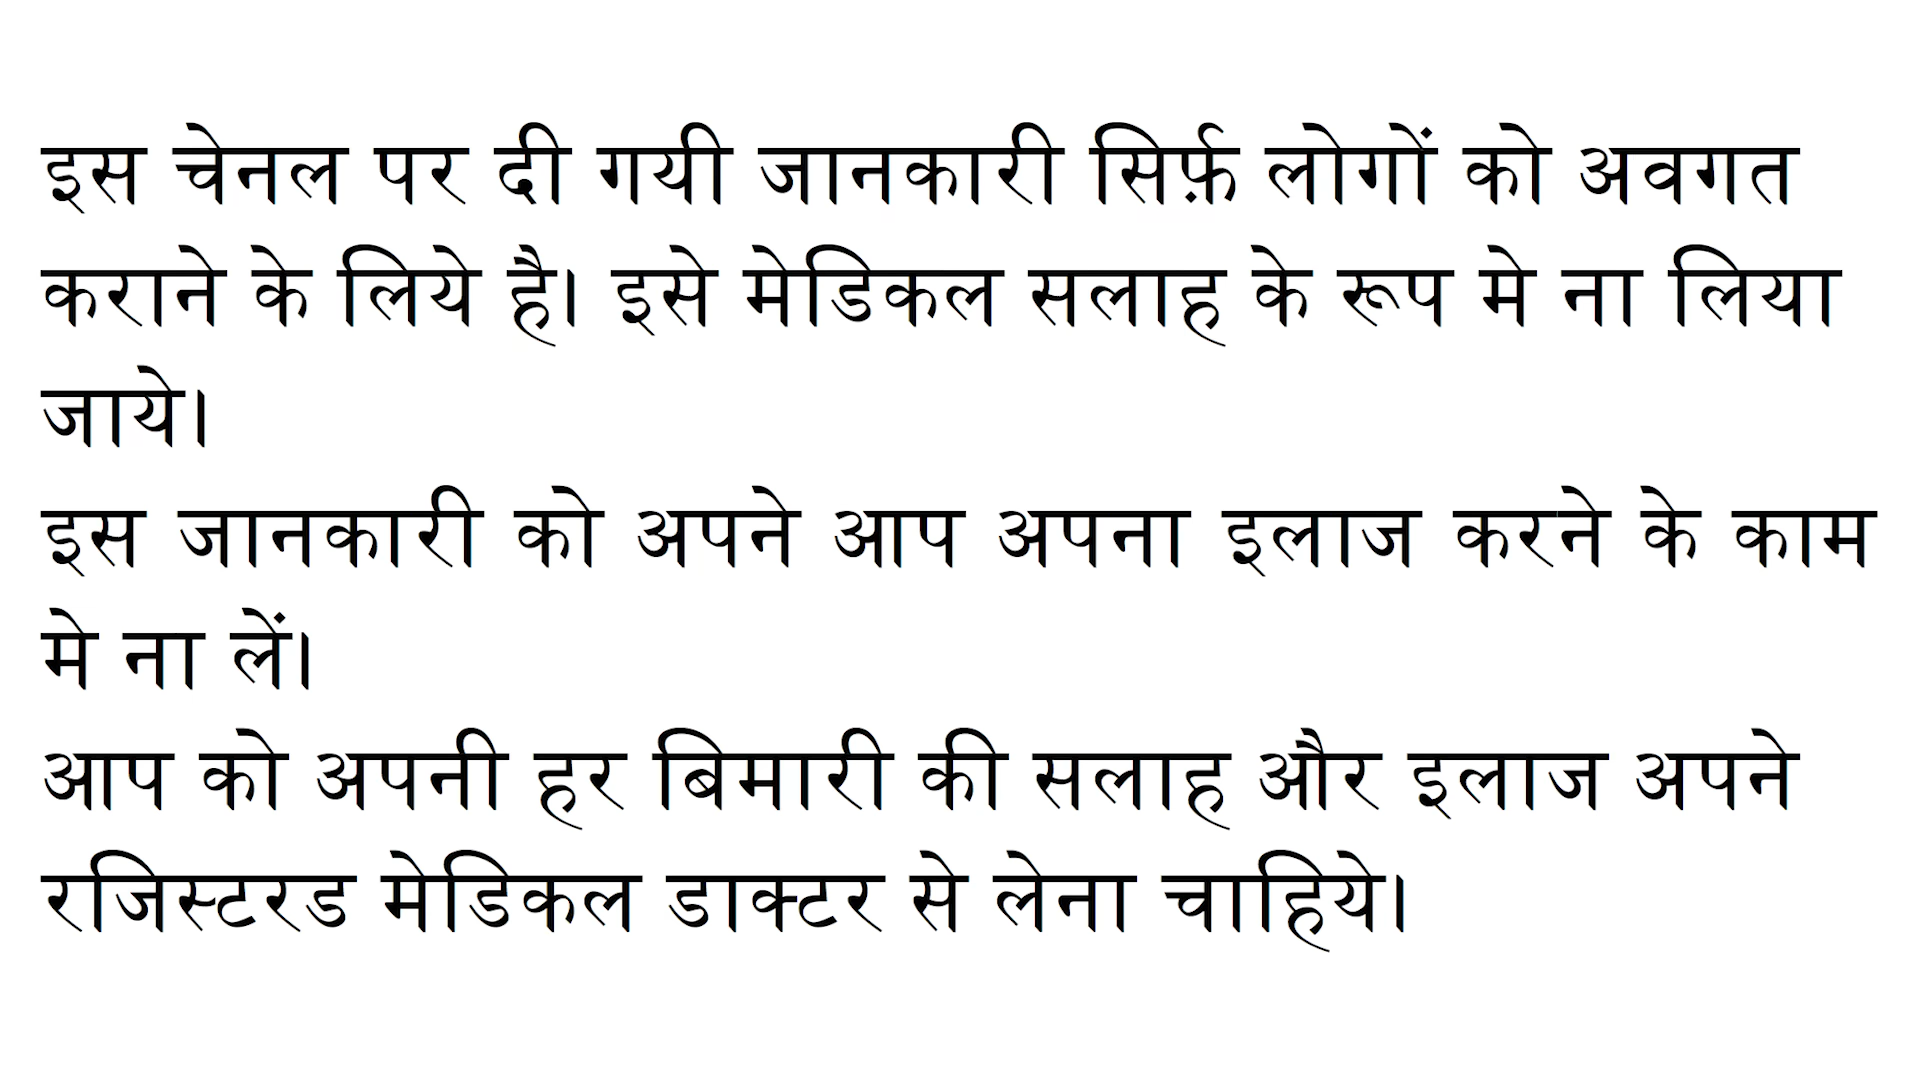 इस चेनल पर दी गयी जानकारी सिर्फ़ लोगों को अवगत
कराने के लिये है। इसे मेडिकल सलाह के रूप मे ना लिया
जाये।
इस जानकारी को अपने आप अपना इलाज करने के काम
मे ना लें।
आप को अपनी हर बिमारी की सलाह और इलाज अपने
रजिस्टरड मेडिकल डाक्टर से लेना चाहिये।